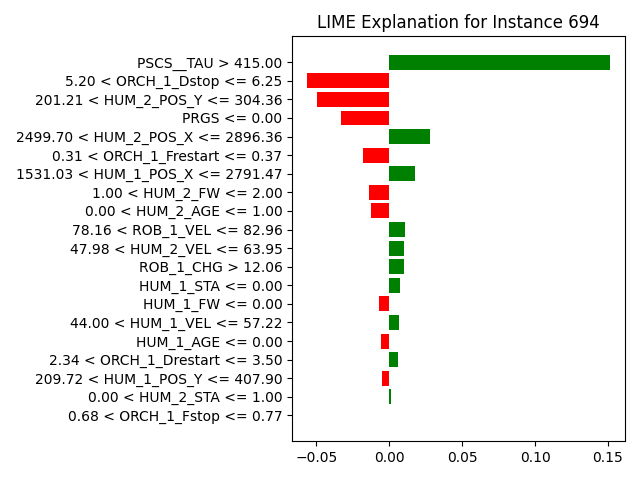 LIME Explanation for Instance 694
PSCS__TAU > 415.00
5.20 < ORCH_1_Dstop <= 6.25
201.21 < HUM_2_POS_Y <= 304.36
PRGS <= 0.00
2499.70 < HUM_2_POS_X <= 2896.36
0.31 < ORCH_1_Frestart <= 0.37
1531.03 < HUM_1_POS_X <= 2791.47
1.00 < HUM_2_FW <= 2.00
0.00 < HUM_2_AGE <= 1.00
78.16 < ROB_1_VEL <= 82.96
47.98 < HUM_2_VEL <= 63.95
ROB_1_CHG > 12.06
HUM_1_STA <= 0.00
HUM_1_FW <= 0.00
44.00 < HUM_1_VEL <= 57.22
HUM_1_AGE <= 0.00
2.34 < ORCH_1_Drestart <= 3.50
209.72 < HUM_1_POS_Y <= 407.90
0.00 < HUM_2_STA <= 1.00
0.68 < ORCH_1_Fstop <= 0.77
−0.05 0.00 0.05 0.10 0.15